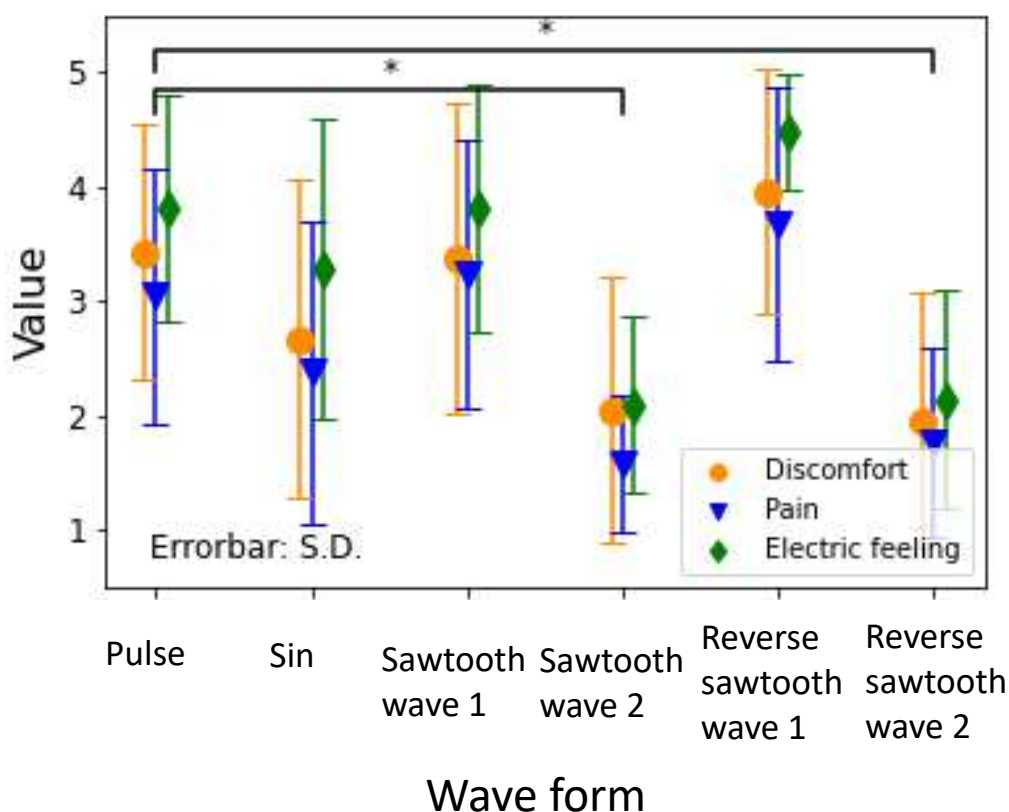 *
*
5
4
3
2
1
Value
Errorbar: S.D.
Discomfort
Pain
Electric feeling
Pulse
Sin
Sawtooth
wave 1
Sawtooth
wave 2
Reverse
sawtooth
wave 1
Reverse
sawtooth
wave 2
Wave form